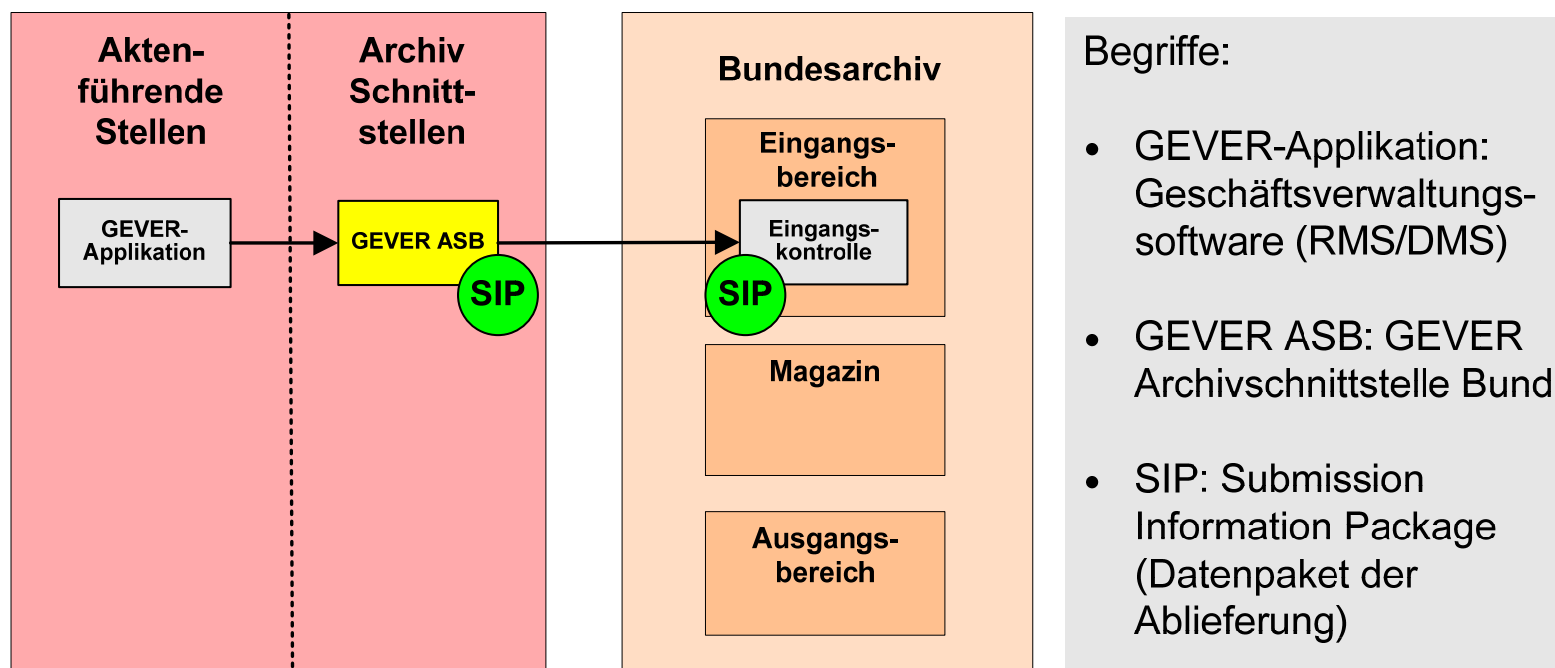 Akten-
führende
Stellen
Archiv
Schnitt-
stellen
GEVER-
Applikation
GEVER ASB
SIP
Bundesarchiv
Eingangs-
bereich
Eingangs-
kontrolle
SIP
Magazin
Ausgangs-
bereich
Begriffe:
• GEVER-Applikation:
Geschäftsverwaltungs-
software (RMS/DMS)
• GEVER ASB: GEVER
Archivschnittstelle Bund
• SIP: Submission
Information Package
(Datenpaket der
Ablieferung)